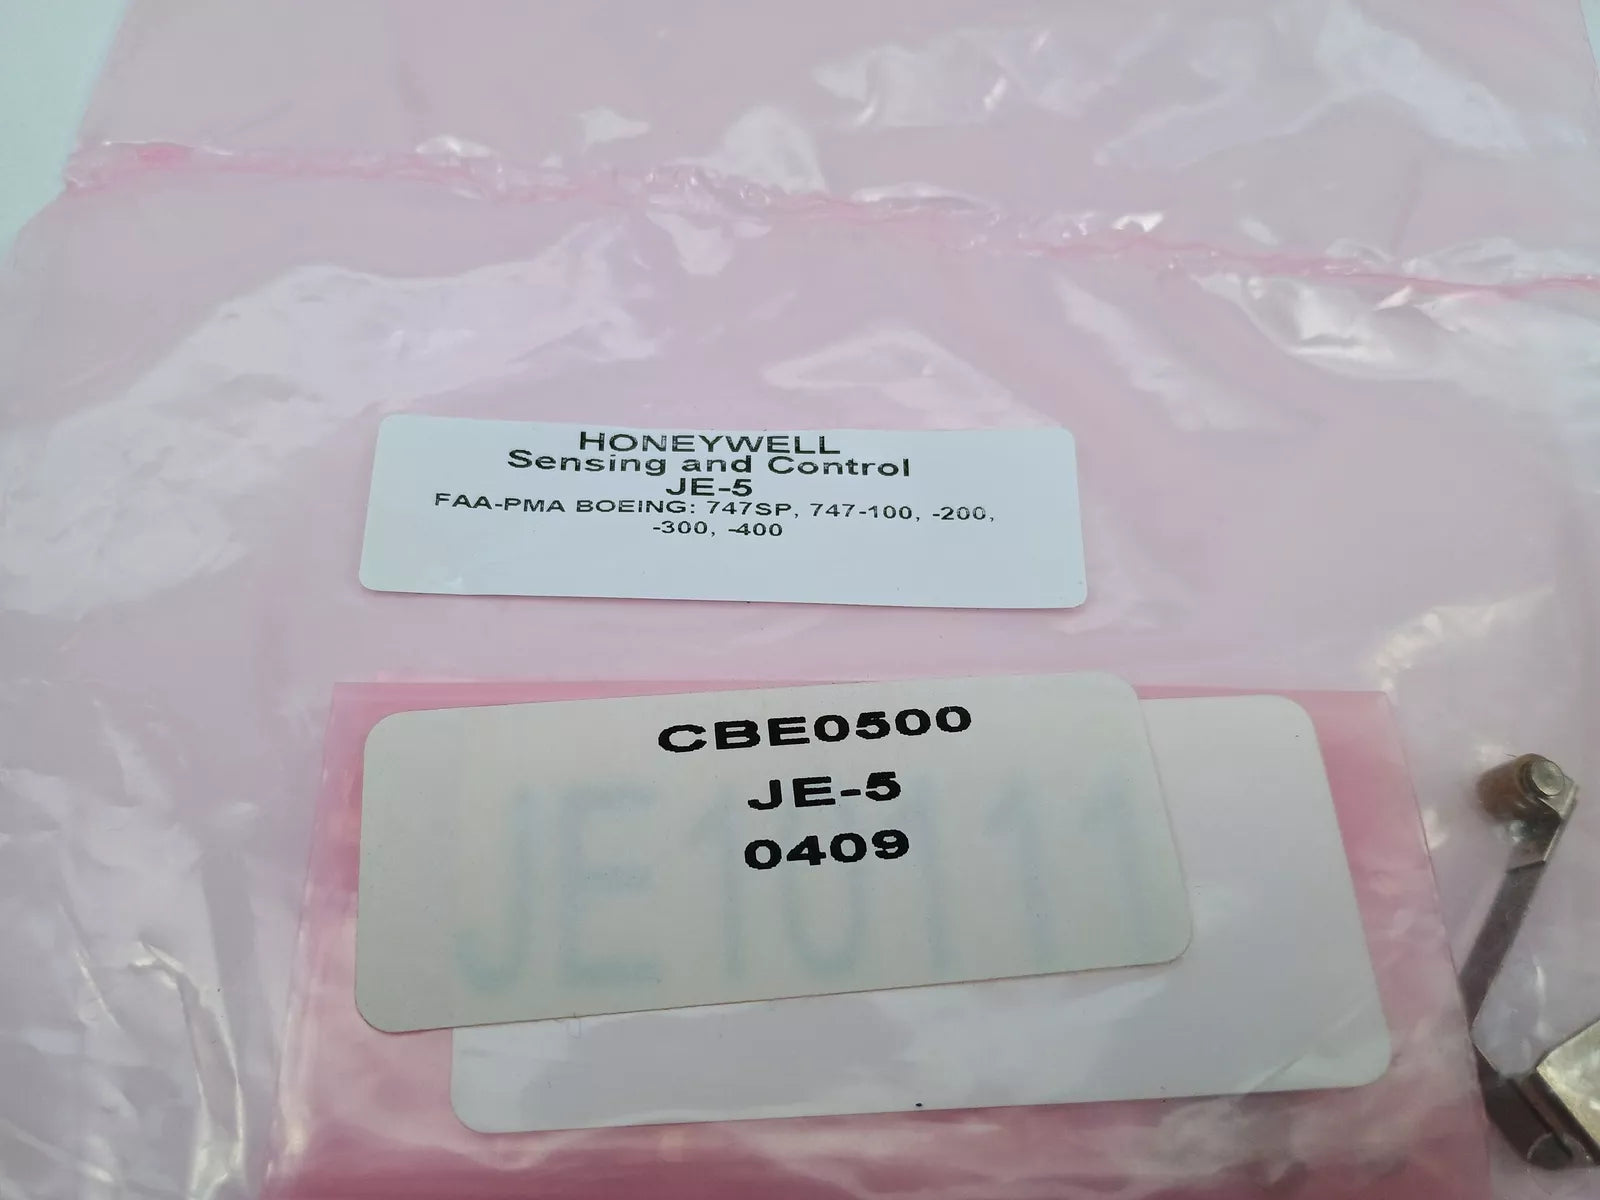 HONEYWELL
Sensing and Control
JE-5
FAA-PMA BOEING: 747SP, 747-100, -200,
-300, -400
CBE0500
JE-5
0409